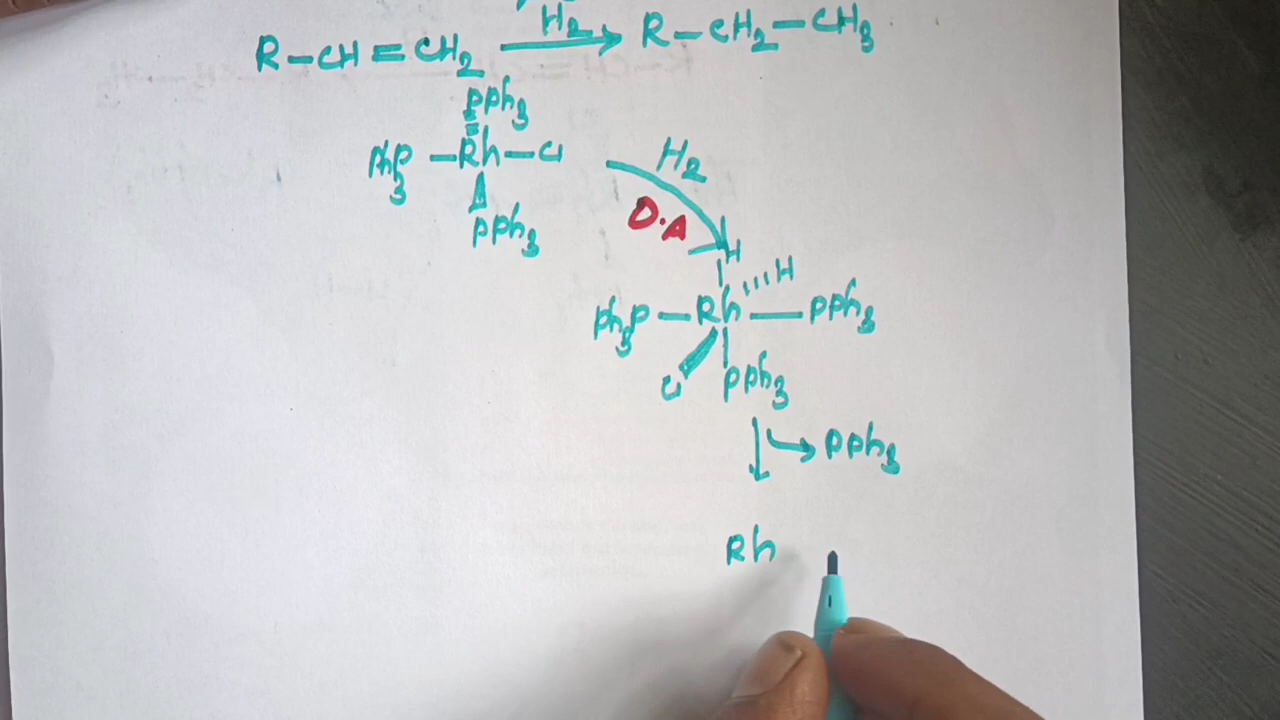 H2
R-CH=CH2 → R-CH2-CH3
PPh3
Ph3P-Rh-Cl
PPh3
H2
O.A
H
H
Ph3P-Rh-PPh3
Cl PPh3
PPh3
Rh